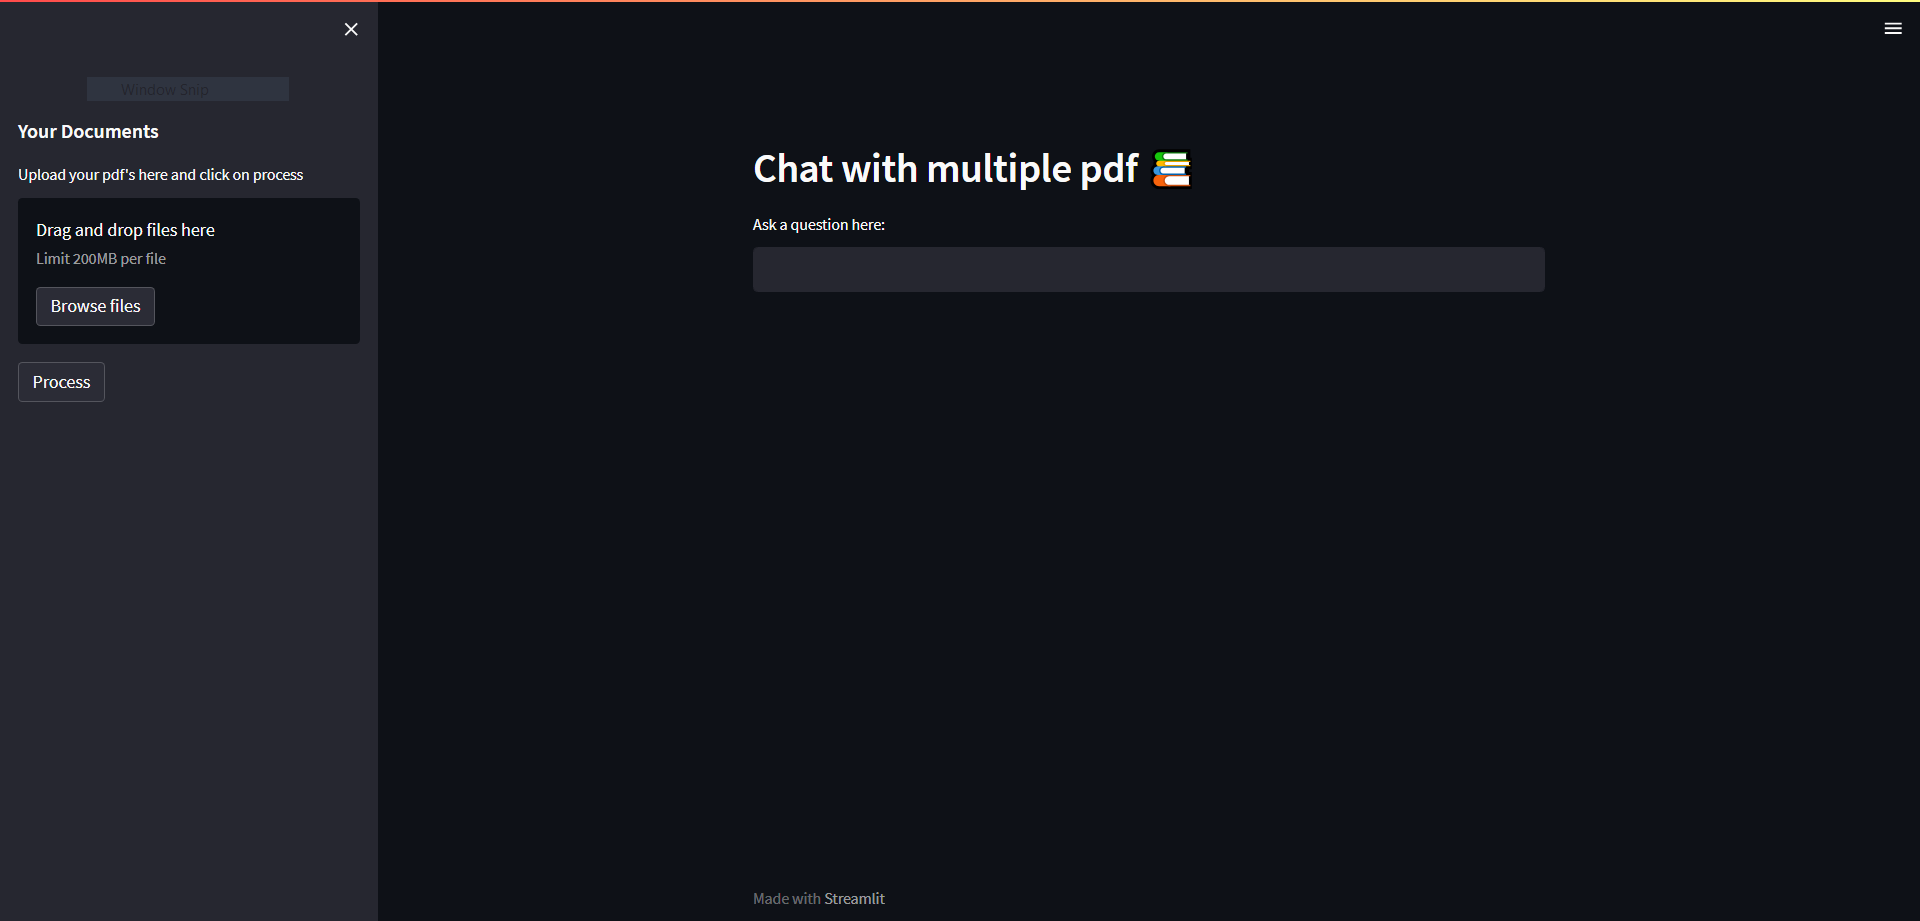 Window Snip
Your Documents
Upload your pdf's here and click on process
Drag and drop files here
Limit 200MB per file
Browse files
Process
Chat with multiple pdf
Ask a question here:
Made with Streamlit